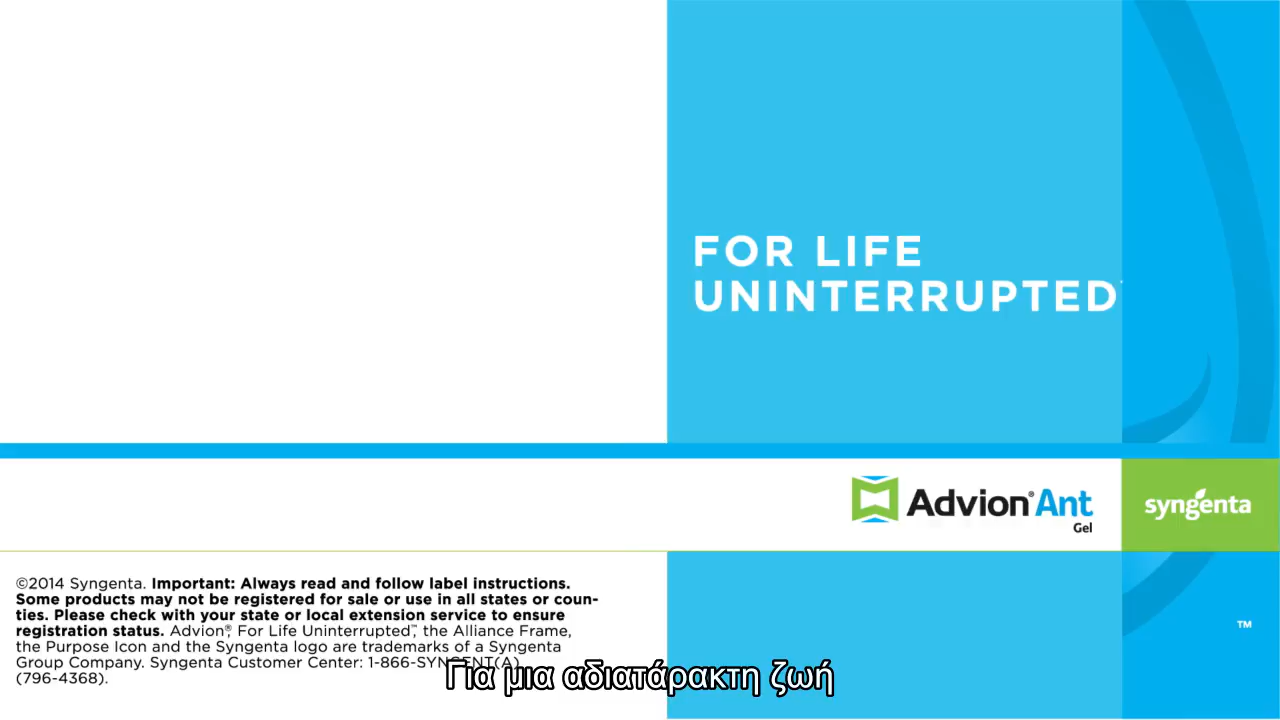 FOR LIFE
UNINTERRUPTED™
Advion® Ant
Gel
syngenta
©2014 Syngenta. Important: Always read and follow label instructions.
Some products may not be registered for sale or use in all states or coun-
ties. Please check with your state or local extension service to ensure
registration status. Advion®, For Life Uninterrupted™, the Alliance Frame,
the Purpose Icon and the Syngenta logo are trademarks of a Syngenta
Group Company. Syngenta Customer Center: 1-866-SYNGENT(A)
(796-4368).
TM
Για μια αδιατάρακτη ζωή